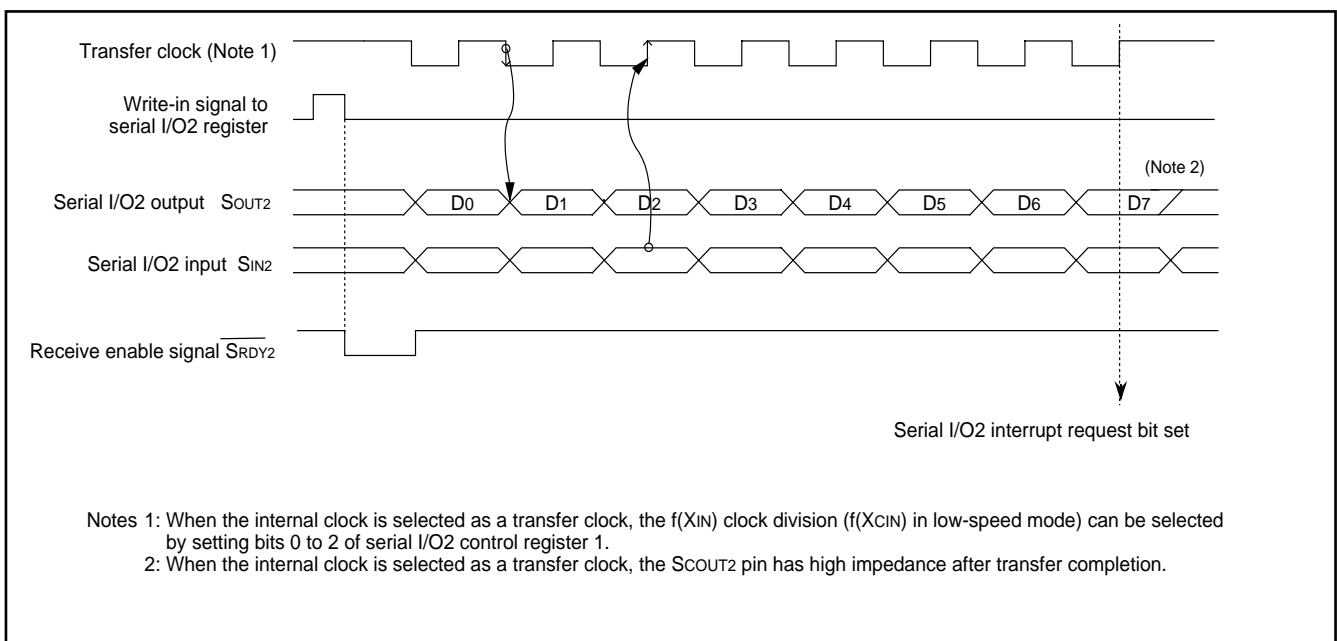 Transfer clock (Note 1)
Write-in signal to
serial I/O2 register
(Note 2)
Serial I/O2 output SOUT2
D0 D1 D2 D3 D4 D5 D6 D7
Serial I/O2 input SIN2
Receive enable signal SRDY2
Serial I/O2 interrupt request bit set
Notes 1: When the internal clock is selected as a transfer clock, the f(XIN) clock division (f(XCIN) in low-speed mode) can be selected
by setting bits 0 to 2 of serial I/O2 control register 1.
2: When the internal clock is selected as a transfer clock, the SCOUT2 pin has high impedance after transfer completion.